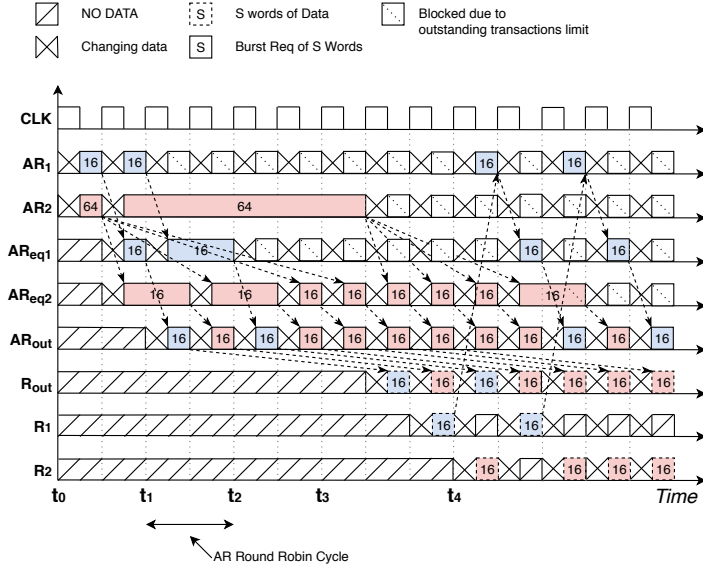 NO DATA S S words of Data Blocked due to
outstanding transactions limit
Changing data S Burst Req of S Words
CLK
AR1 16 16 16 16
AR2 64 64
AReq1 16 16 16 16
AReq2 16 16 16 16 16 16 16 16
ARout 16 16 16 16 16 16 16 16 16 16 16 16
Rout 16 16 16 16 16 16 16
R1 16 16
R2 16 16 16 16
t0 t1 t2 t3 t4 Time
AR Round Robin Cycle